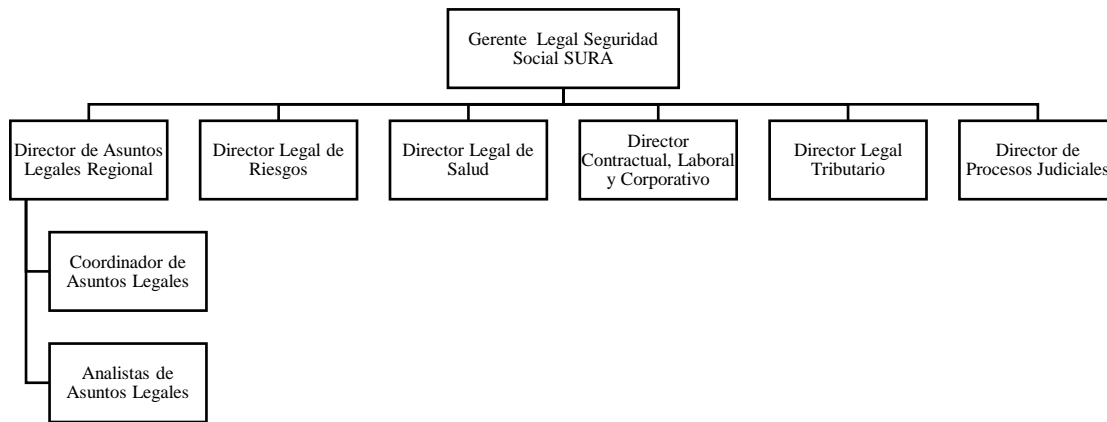 Gerente Legal Seguridad
Social SURA
Director de Asuntos
Legales Regional
Director Legal de
Riesgos
Director Legal de
Salud
Director
Contractual, Laboral
y Corporativo
Director Legal
Tributario
Director de
Procesos Judiciales
Coordinador de
Asuntos Legales
Analistas de
Asuntos Legales